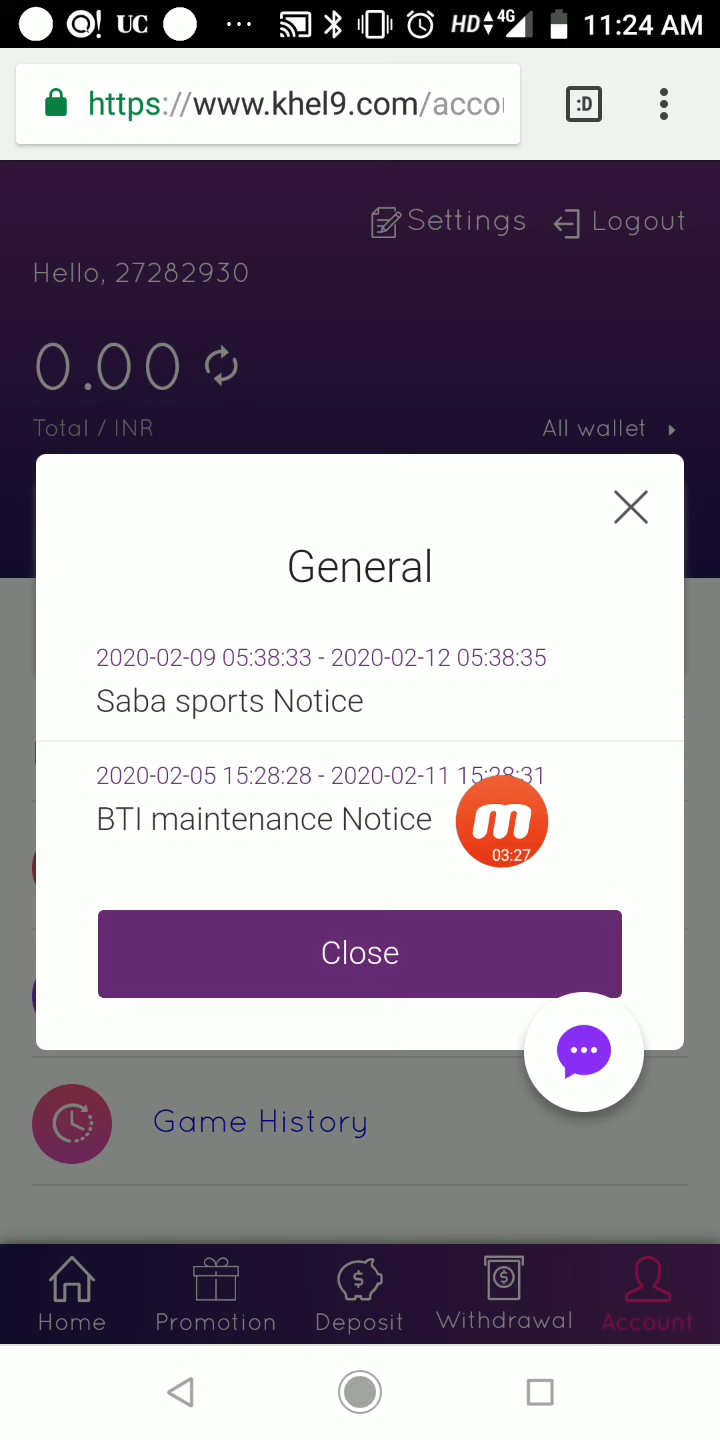 UC ... HD 4G 11:24 AM
https://www.khel9.com/acco
:D
Settings Logout
Hello, 27282930
0.00
Total / INR All wallet
General
2020-02-09 05:38:33 - 2020-02-12 05:38:35
Saba sports Notice
2020-02-05 15:28:28 - 2020-02-11 15:28:31
BTI maintenance Notice
m
03:27
Close
Game History
Home Promotion Deposit Withdrawal Account